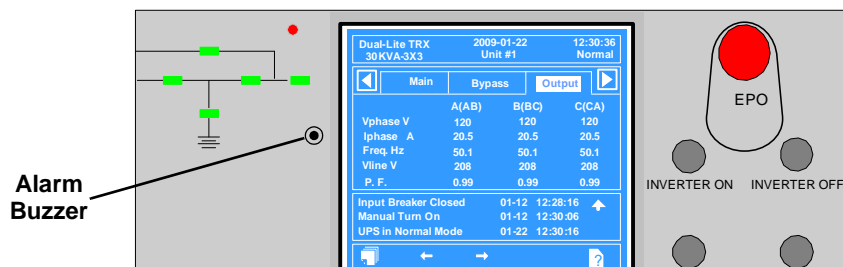 Dual-Lite TRX 2009-01-22 12:30:36
30KVA-3X3 Unit #1 Normal
Main Bypass Output
A(AB) B(BC) C(CA)
Vphase V 120 120 120
Iphase A 20.5 20.5 20.5
Freq. Hz 50.1 50.1 50.1
Vline V 208 208 208
P. F. 0.99 0.99 0.99
Input Breaker Closed 01-12 12:28:16
Manual Turn On 01-12 12:30:06
UPS in Normal Mode 01-22 12:30:16
?
EPO
INVERTER ON INVERTER OFF
Alarm
Buzzer